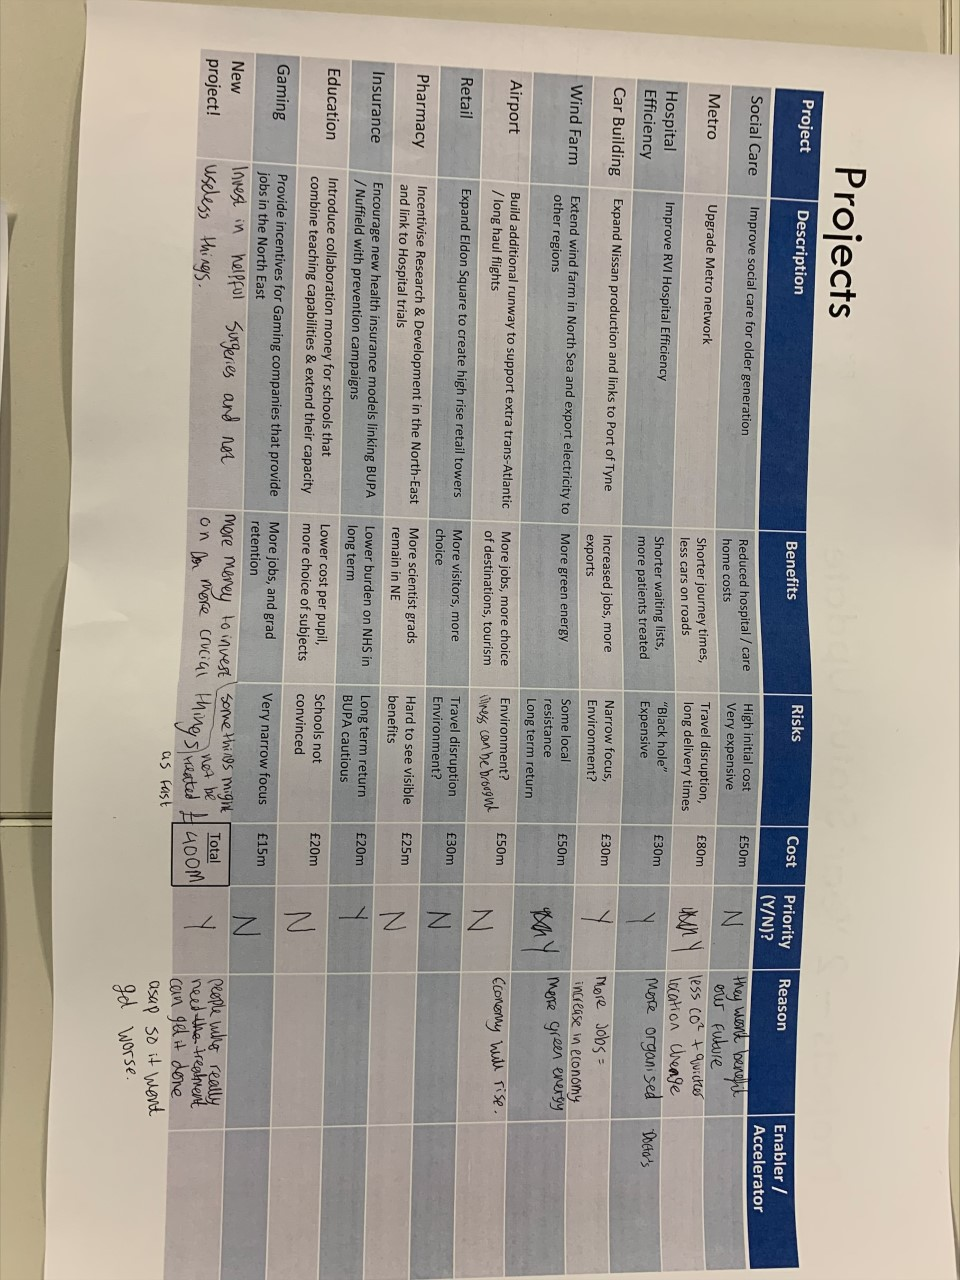 Projects
Project Description Benefits Risks Cost Priority (Y/N)? Reason Enabler / Accelerator
Social Care Improve social care for older generation Reduced hospital / care High initial cost £50m N they wont benefit
home costs Very expensive our future
Metro Upgrade Metro network Shorter journey times, Travel disruption, £80m Y less co² + quicker
less cars on roads long delivery times location change
Hospital Improve RVI Hospital Efficiency Shorter waiting lists, "Black hole" £30m Y more organised Doctors
Efficiency more patients treated Expensive
Car Building Expand Nissan production and links to Port of Tyne Increased jobs, more Narrow focus, £30m Y more jobs =
exports Environment? increase in economy
Wind Farm Extend wind farm in North Sea and export electricity to More green energy Some local £50m Y more green energy
other regions resistance
Long term return
Airport Build additional runway to support extra trans-Atlantic More jobs, more choice Environment? £50m N Economy will rise.
/ long haul flights of destinations, tourism illness can be brought
Retail Expand Eldon Square to create high rise retail towers More visitors, more Travel disruption £30m N
choice Environment?
Pharmacy Incentivise Research & Development in the North-East More scientist grads Hard to see visible £25m N
and link to Hospital trials remain in NE benefits
Insurance Encourage new health insurance models linking BUPA Lower burden on NHS in Long term return £20m Y
/ Nuffield with prevention campaigns long term BUPA cautious
Education Introduce collaboration money for schools that Lower cost per pupil, Schools not £20m N
combine teaching capabilities & extend their capacity more choice of subjects convinced
Gaming Provide incentives for Gaming companies that provide More jobs, and grad Very narrow focus £15m N
jobs in the North East retention
New Invest in helpful surgeries and not more money to invest some things might Total Y people who really
project! useless things. on more crucial things not be treated £400M need the treatment
as fast can get it done
asap so it wont
get worse.